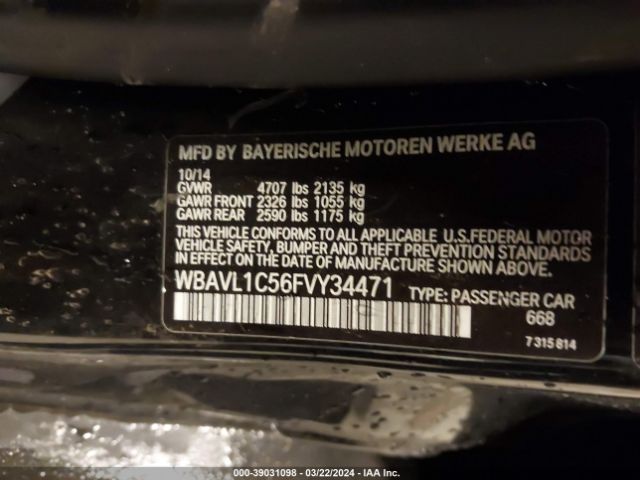 MFD BY BAYERISCHE MOTOREN WERKE AG
10/14
GVWR 4707 lbs 2135 kg
GAWR FRONT 2326 lbs 1055 kg
GAWR REAR 2590 lbs 1175 kg
THIS VEHICLE CONFORMS TO ALL APPLICABLE U.S.FEDERAL MOTOR
VEHICLE SAFETY, BUMPER AND THEFT PREVENTION STANDARDS
IN EFFECT ON THE DATE OF MANUFACTURE SHOWN ABOVE.
WBAVL1C56FVY34471 TYPE: PASSENGER CAR
668
7315814
000-39031098 - 03/22/2024 - IAA Inc.